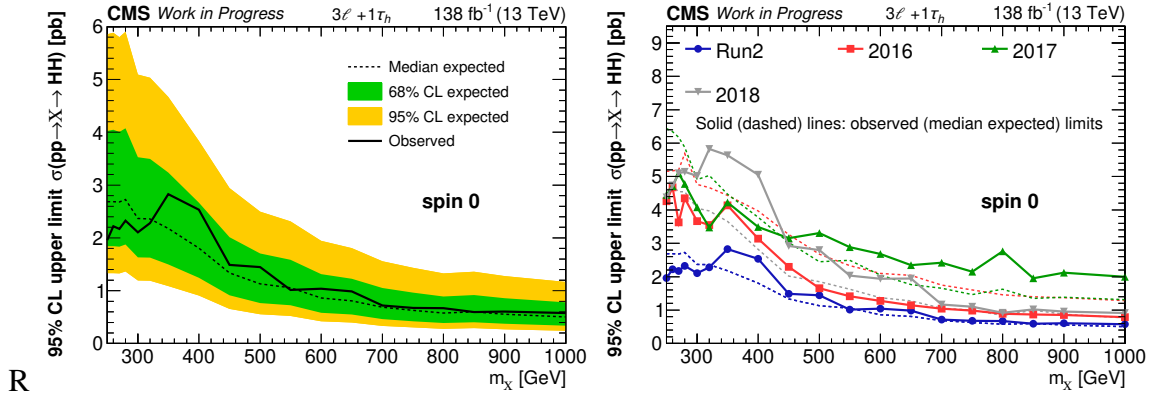 CMS Work in Progress 3ℓ +1τh 138 fb⁻¹ (13 TeV)
95% CL upper limit σ(pp→X→ HH) [pb]
6
5
4
3
2
1
0
Median expected
68% CL expected
95% CL expected
Observed
spin 0
300 400 500 600 700 800 900 1000
mX [GeV]
CMS Work in Progress 3ℓ +1τh 138 fb⁻¹ (13 TeV)
95% CL upper limit σ(pp→X→ HH) [pb]
9
8
7
6
5
4
3
2
1
0
Run2 2016 2017
2018
Solid (dashed) lines: observed (median expected) limits
spin 0
300 400 500 600 700 800 900 1000
mX [GeV]
R